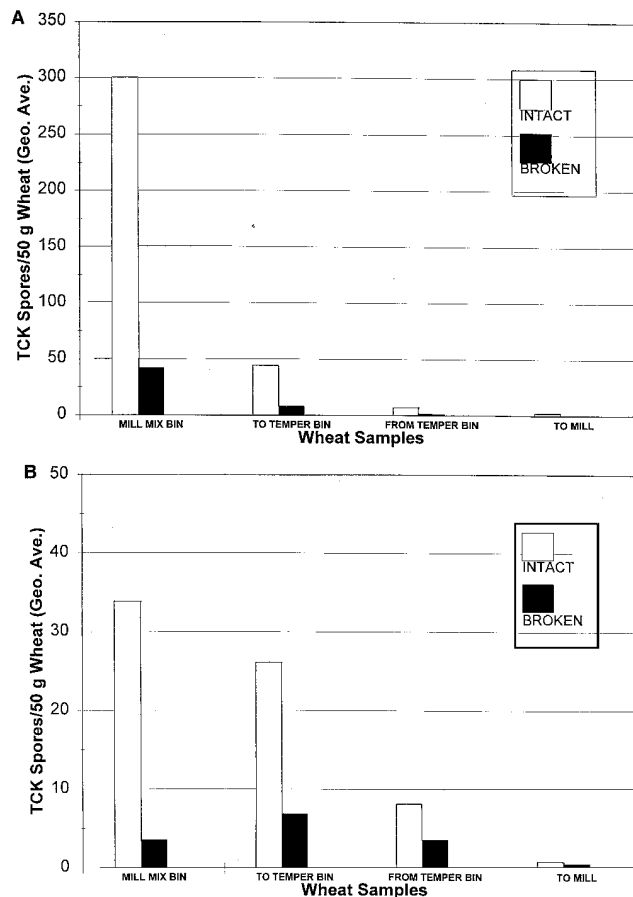 A
TCK Spores/50 g Wheat (Geo. Ave.)
350
300
250
200
150
100
50
0
INTACT
BROKEN
MILL MIX BIN
TO TEMPER BIN
FROM TEMPER BIN
TO MILL
Wheat Samples
B
TCK Spores/50 g Wheat (Geo. Ave.)
50
40
30
20
10
0
INTACT
BROKEN
MILL MIX BIN
TO TEMPER BIN
FROM TEMPER BIN
TO MILL
Wheat Samples